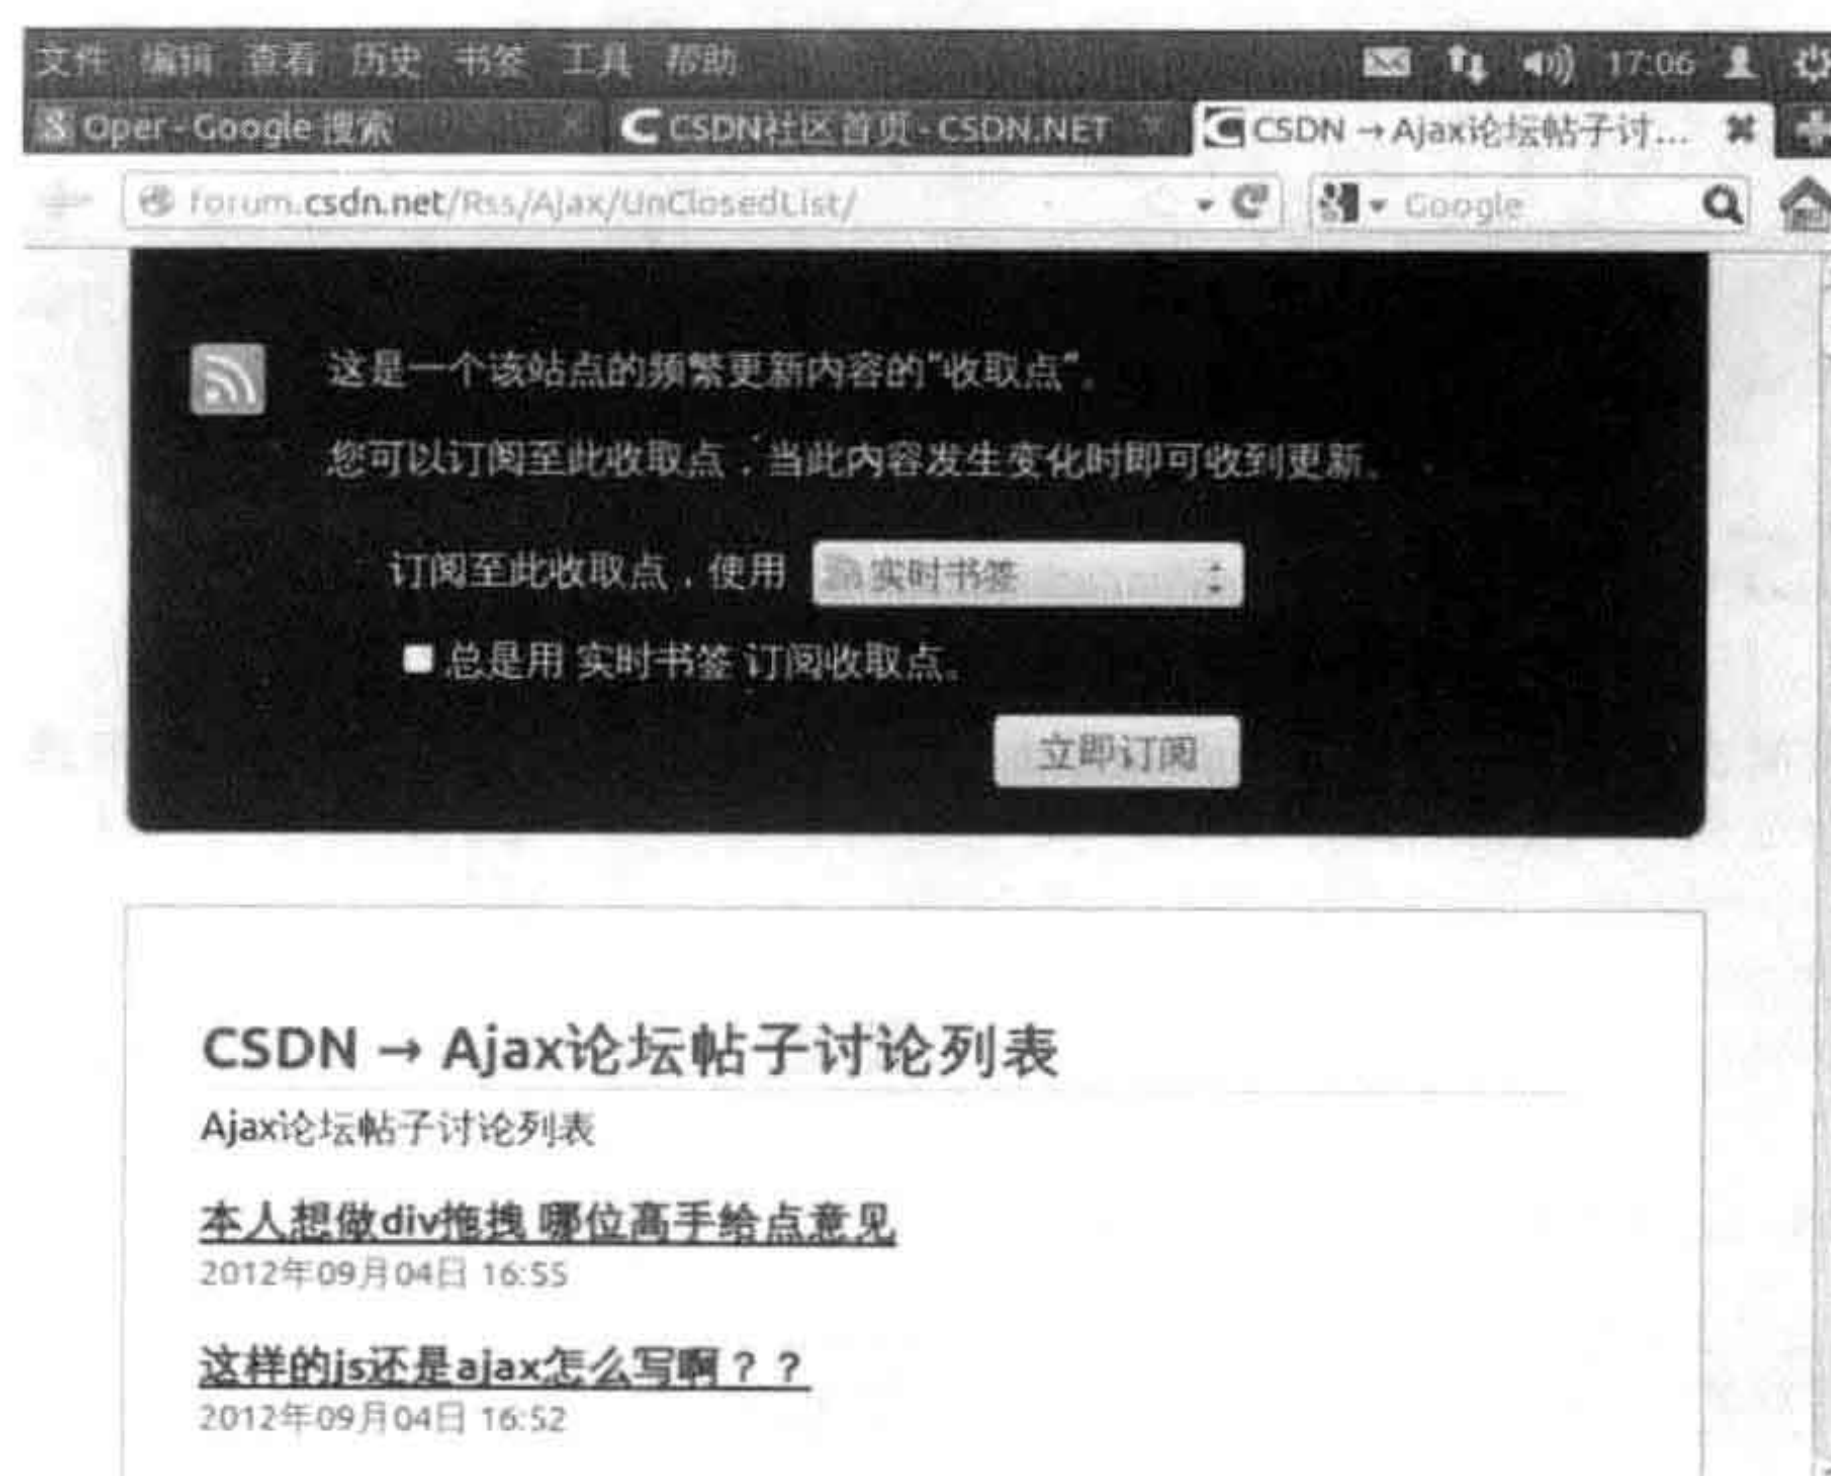 文件 编辑 查看 历史 书签 工具 帮助 17:06
Oper - Google 搜索 CSDN社区首页 - CSDN.NET CSDN → Ajax论坛帖子讨...
forum.csdn.net/Rss/Ajax/UnClosedList/ Google
这是一个该站点的频繁更新内容的“收取点”。
您可以订阅至此收取点，当此内容发生变化时即可收到更新。
订阅至此收取点，使用 实时书签
总是用 实时书签 订阅收取点。
立即订阅
CSDN → Ajax论坛帖子讨论列表
Ajax论坛帖子讨论列表
本人想做div拖拽 哪位高手给点意见
2012年09月04日 16:55
这样的js还是ajax怎么写啊？？
2012年09月04日 16:52